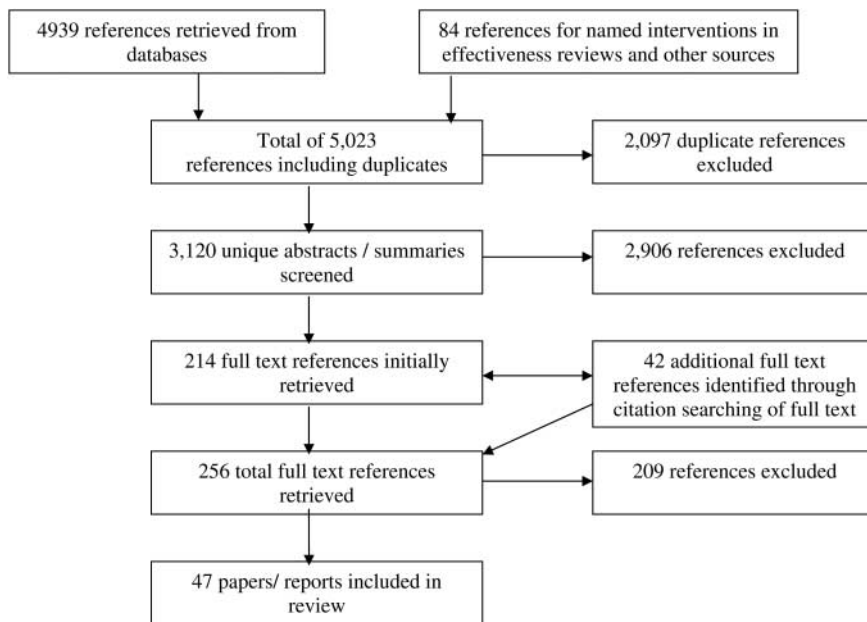 4939 references retrieved from
databases
84 references for named interventions in
effectiveness reviews and other sources
Total of 5,023
references including duplicates
2,097 duplicate references
excluded
3,120 unique abstracts / summaries
screened
2,906 references excluded
214 full text references initially
retrieved
42 additional full text
references identified through
citation searching of full text
256 total full text references
retrieved
209 references excluded
47 papers/ reports included in
review